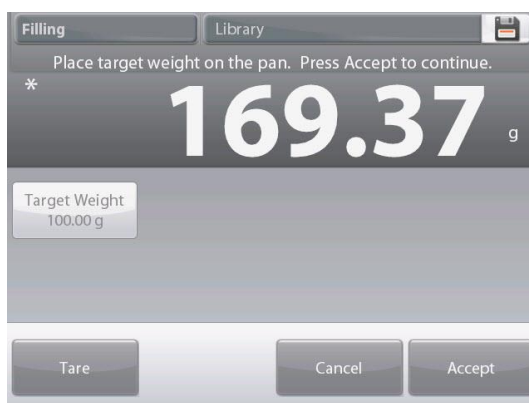 Filling Library
Place target weight on the pan. Press Accept to continue.
* 169.37 g
Target Weight
100.00 g
Tare Cancel Accept